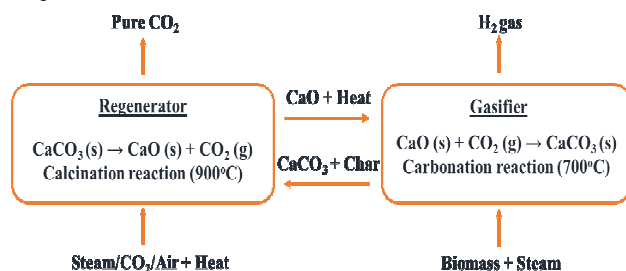 Pure CO₂
H₂ gas
Regenerator
CaCO₃ (s) → CaO (s) + CO₂ (g)
Calcination reaction (900°C)
CaO + Heat
CaCO₃ + Char
Gasifier
CaO (s) + CO₂ (g) → CaCO₃ (s)
Carbonation reaction (700°C)
Steam/CO₂/Air + Heat
Biomass + Steam